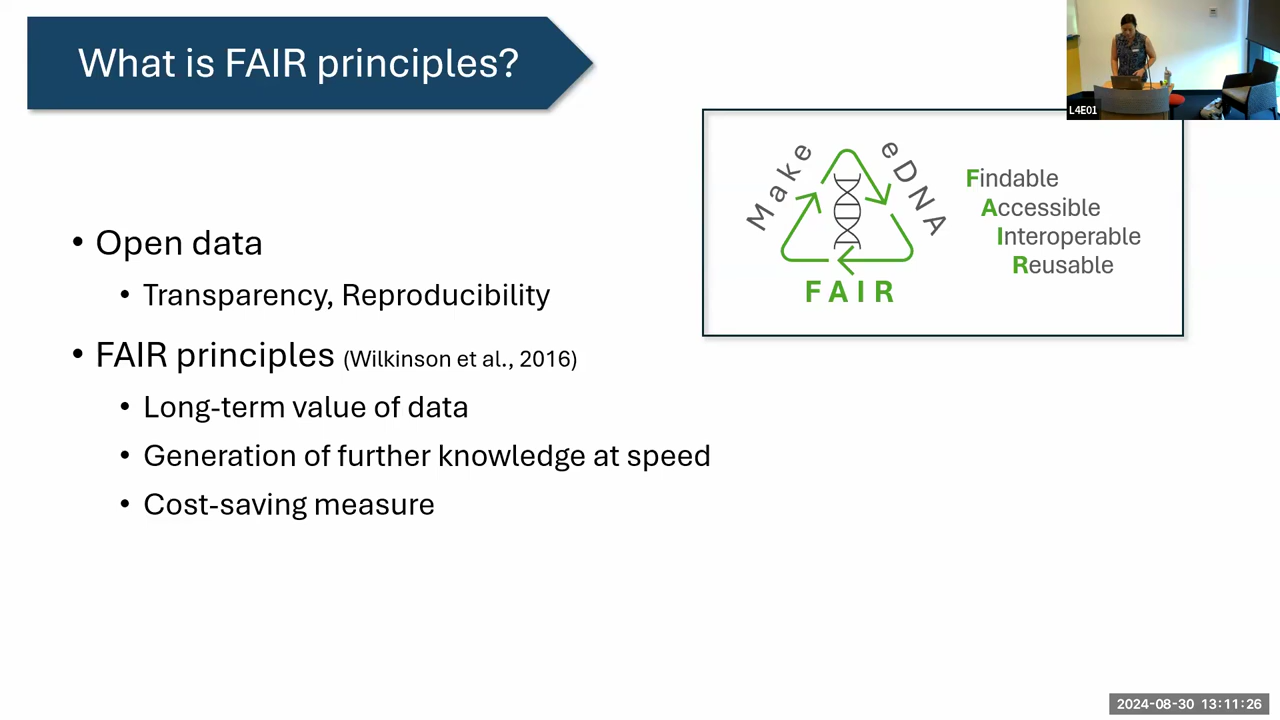 What is FAIR principles?
L4E01
Make eDNA
FAIR
Findable
Accessible
Interoperable
Reusable
• Open data
• Transparency, Reproducibility
• FAIR principles (Wilkinson et al., 2016)
• Long-term value of data
• Generation of further knowledge at speed
• Cost-saving measure
2024-08-30 13:11:26